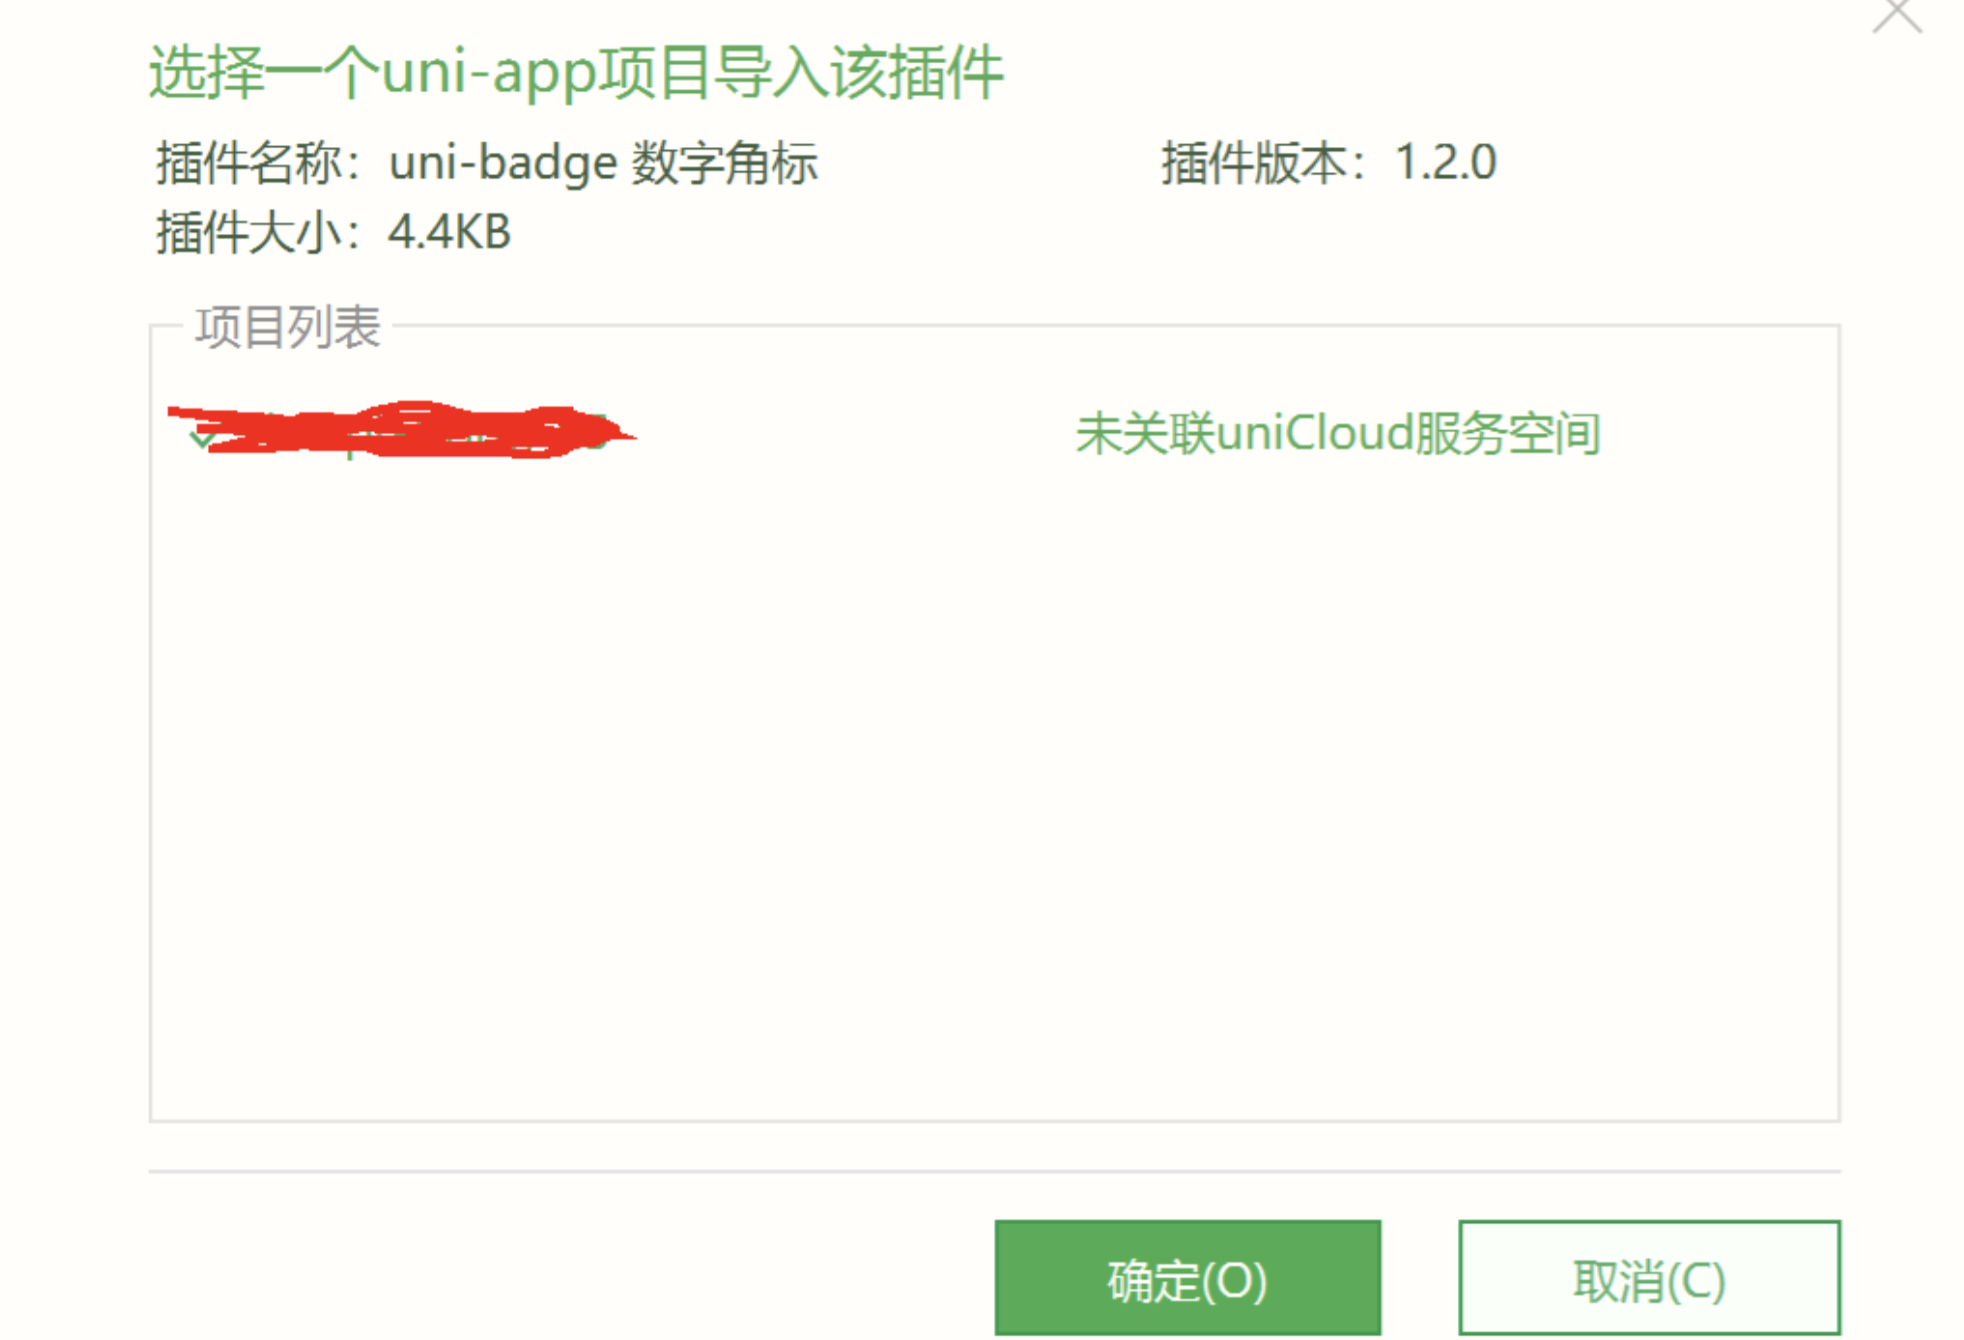 选择一个uni-app项目导入该插件
插件名称：uni-badge 数字角标 插件版本：1.2.0
插件大小：4.4KB
项目列表
未关联uniCloud服务空间
确定(O) 取消(C)